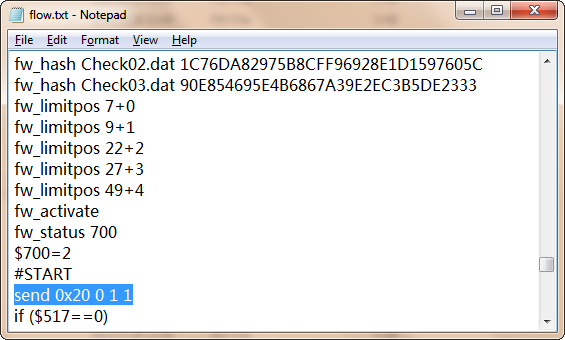 flow.txt - Notepad
File Edit Format View Help
fw_hash Check02.dat 1C76DA82975B8CFF96928E1D1597605C
fw_hash Check03.dat 90E854695E4B6867A39E2EC3B5DE2333
fw_limitpos 7+0
fw_limitpos 9+1
fw_limitpos 22+2
fw_limitpos 27+3
fw_limitpos 49+4
fw_activate
fw_status 700
$700=2
#START
send 0x20 0 1 1
if ($517==0)